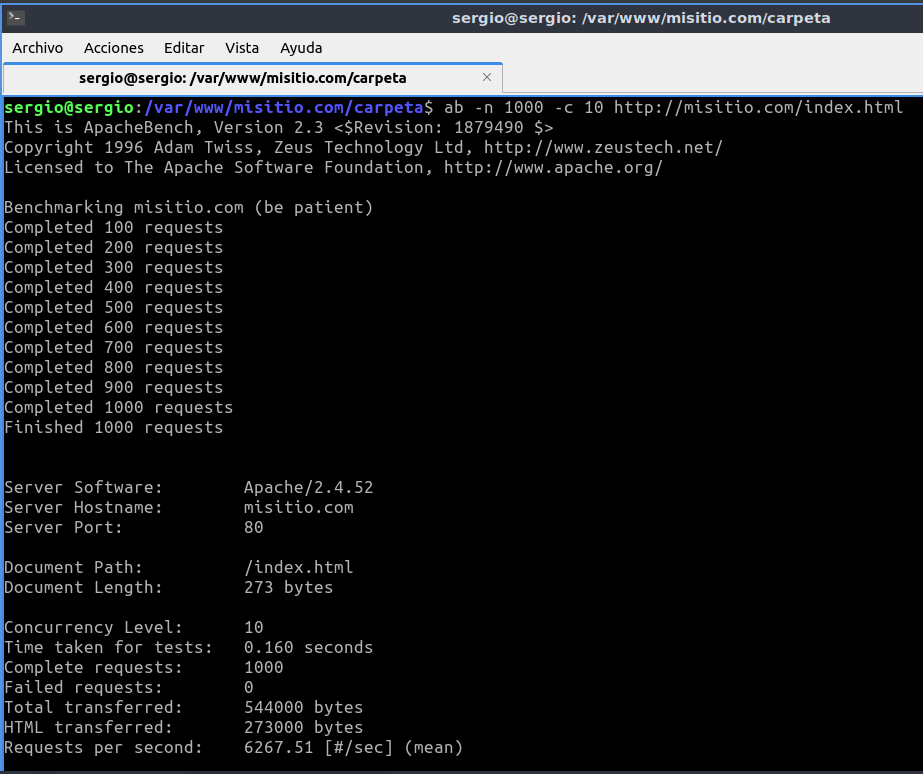 sergio@sergio: /var/www/misitio.com/carpeta
Archivo Acciones Editar Vista Ayuda
sergio@sergio: /var/www/misitio.com/carpeta ×
sergio@sergio:/var/www/misitio.com/carpeta$ ab -n 1000 -c 10 http://misitio.com/index.html
This is ApacheBench, Version 2.3 <$Revision: 1879490 $>
Copyright 1996 Adam Twiss, Zeus Technology Ltd, http://www.zeustech.net/
Licensed to The Apache Software Foundation, http://www.apache.org/

Benchmarking misitio.com (be patient)
Completed 100 requests
Completed 200 requests
Completed 300 requests
Completed 400 requests
Completed 500 requests
Completed 600 requests
Completed 700 requests
Completed 800 requests
Completed 900 requests
Completed 1000 requests
Finished 1000 requests


Server Software:        Apache/2.4.52
Server Hostname:        misitio.com
Server Port:            80

Document Path:          /index.html
Document Length:        273 bytes

Concurrency Level:      10
Time taken for tests:   0.160 seconds
Complete requests:      1000
Failed requests:        0
Total transferred:      544000 bytes
HTML transferred:       273000 bytes
Requests per second:    6267.51 [#/sec] (mean)